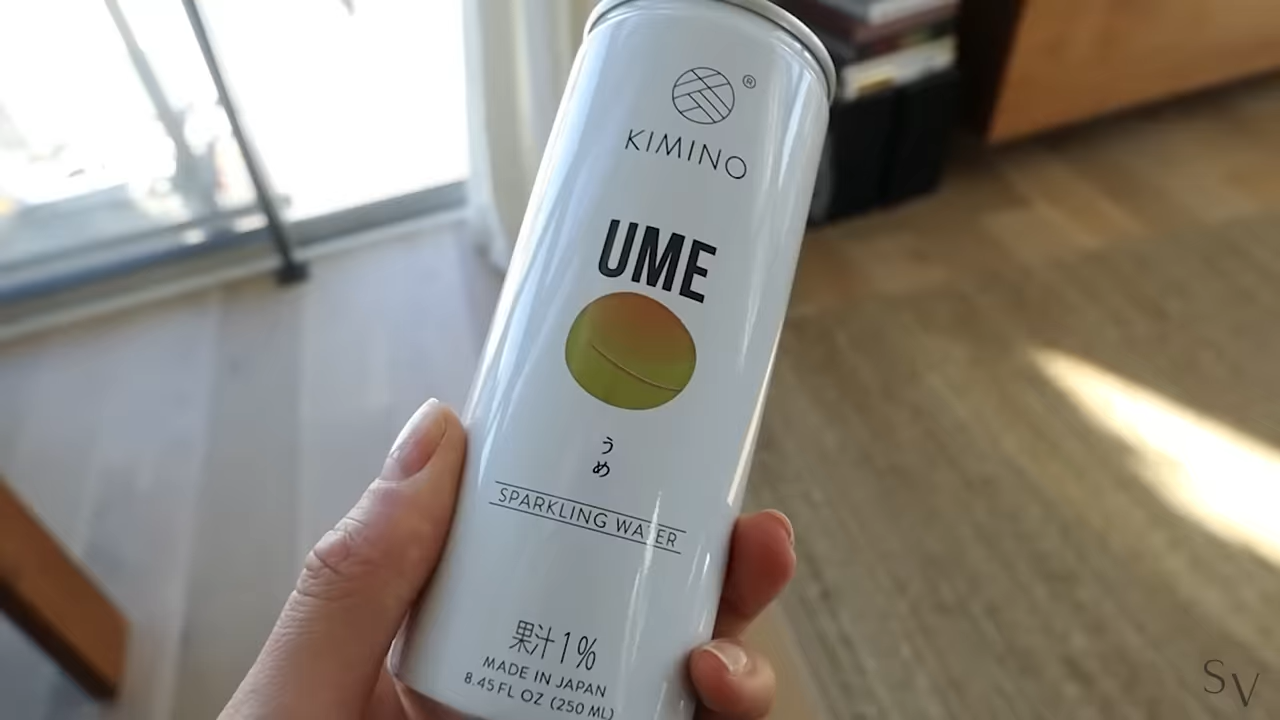 ®
KIMINO
UME
う
め
SPARKLING WATER
果汁1%
MADE IN JAPAN
8.45 FL OZ (250 ML)
SV